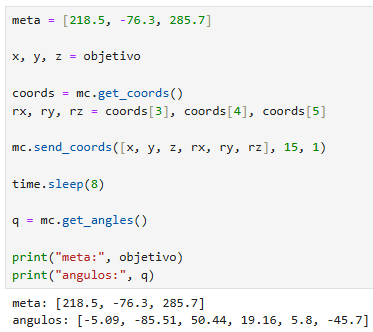 meta = [218.5, -76.3, 285.7]
x, y, z = objetivo
coords = mc.get_coords()
rx, ry, rz = coords[3], coords[4], coords[5]
mc.send_coords([x, y, z, rx, ry, rz], 15, 1)
time.sleep(8)
q = mc.get_angles()
print("meta:", objetivo)
print("angulos:", q)
meta: [218.5, -76.3, 285.7]
angulos: [-5.09, -85.51, 50.44, 19.16, 5.8, -45.7]